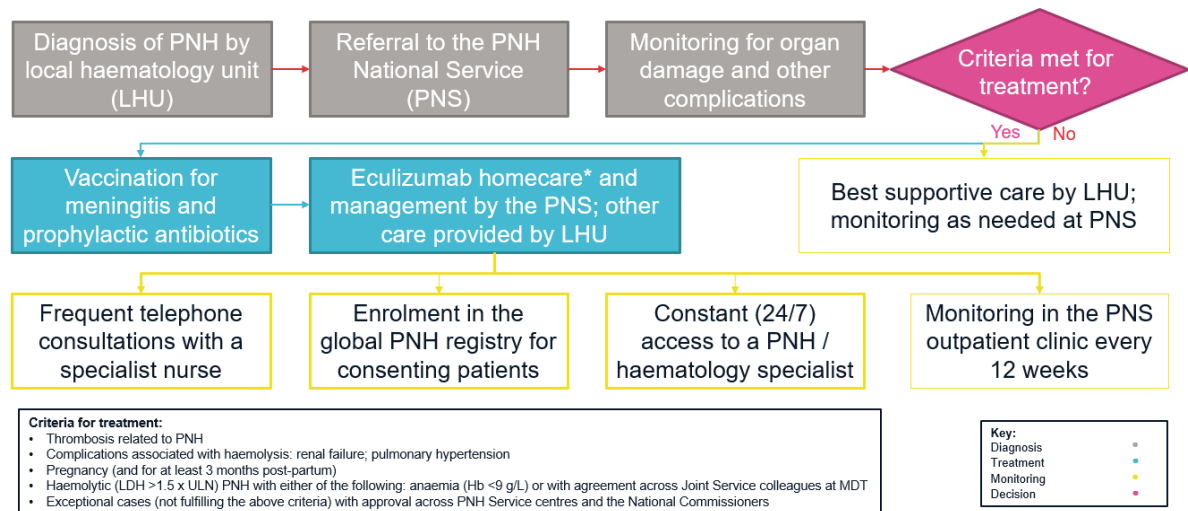 Diagnosis of PNH by
local haematology unit
(LHU)
Referral to the PNH
National Service
(PNS)
Monitoring for organ
damage and other
complications
Criteria met for
treatment?
Yes
No
Vaccination for
meningitis and
prophylactic antibiotics
Eculizumab homecare* and
management by the PNS; other
care provided by LHU
Best supportive care by LHU;
monitoring as needed at PNS
Frequent telephone
consultations with a
specialist nurse
Enrolment in the
global PNH registry for
consenting patients
Constant (24/7)
access to a PNH /
haematology specialist
Monitoring in the PNS
outpatient clinic every
12 weeks
Criteria for treatment:
• Thrombosis related to PNH
• Complications associated with haemolysis: renal failure; pulmonary hypertension
• Pregnancy (and for at least 3 months post-partum)
• Haemolytic (LDH >1.5 x ULN) PNH with either of the following: anaemia (Hb <9 g/L) or with agreement across Joint Service colleagues at MDT
• Exceptional cases (not fulfilling the above criteria) with approval across PNH Service centres and the National Commissioners
Key:
Diagnosis
Treatment
Monitoring
Decision